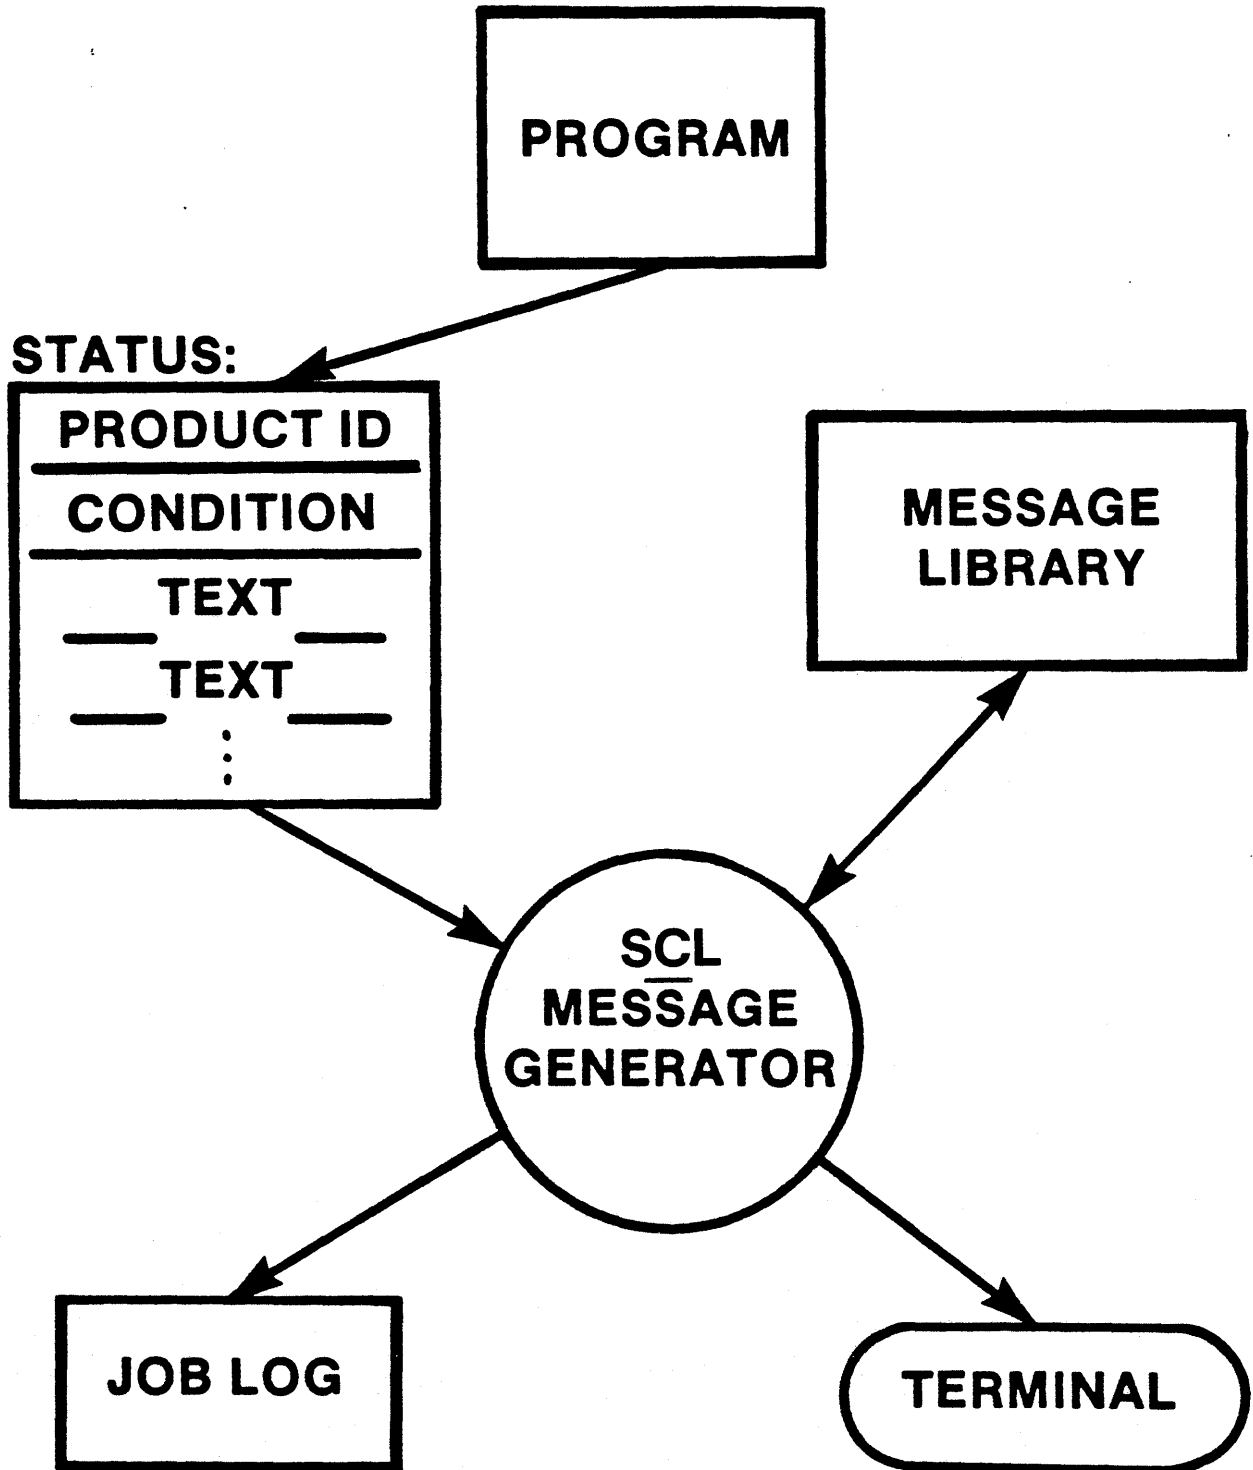 PROGRAM
STATUS:
PRODUCT ID
CONDITION
TEXT
TEXT
MESSAGE
LIBRARY
SCL
MESSAGE
GENERATOR
JOB LOG
TERMINAL